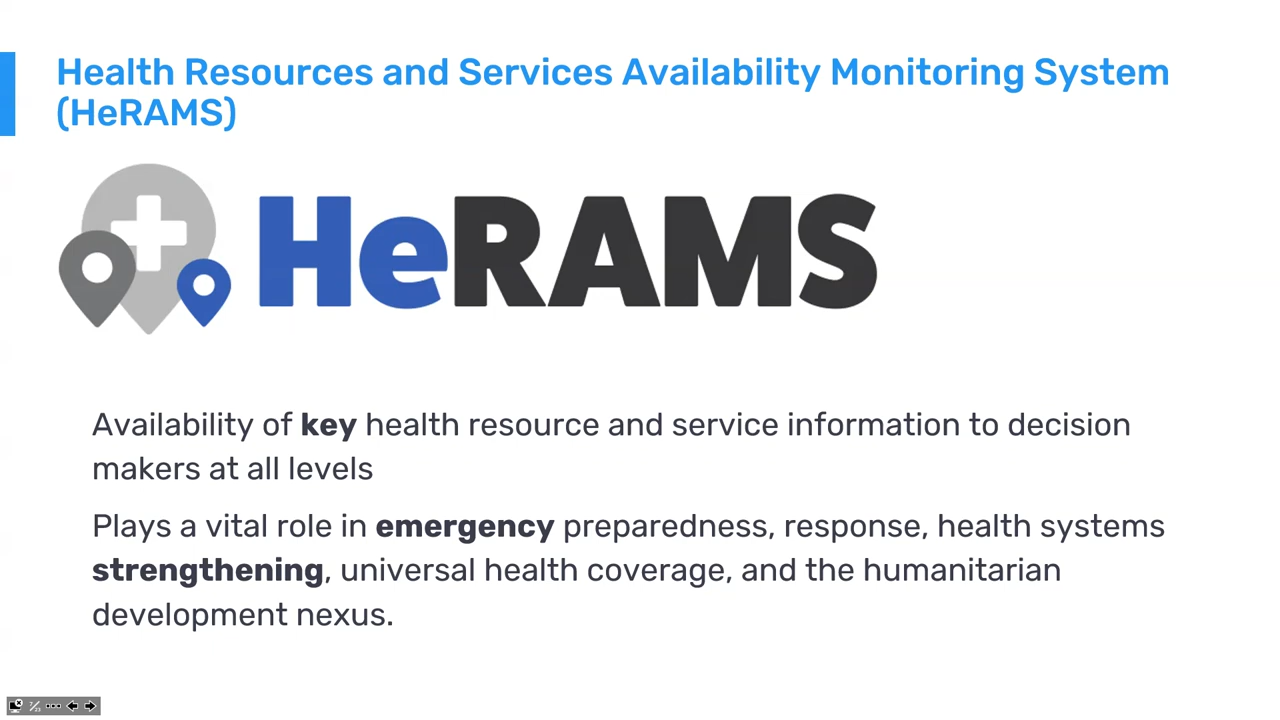 Health Resources and Services Availability Monitoring System
(HeRAMS)
HeRAMS
Availability of key health resource and service information to decision
makers at all levels
Plays a vital role in emergency preparedness, response, health systems
strengthening, universal health coverage, and the humanitarian
development nexus.